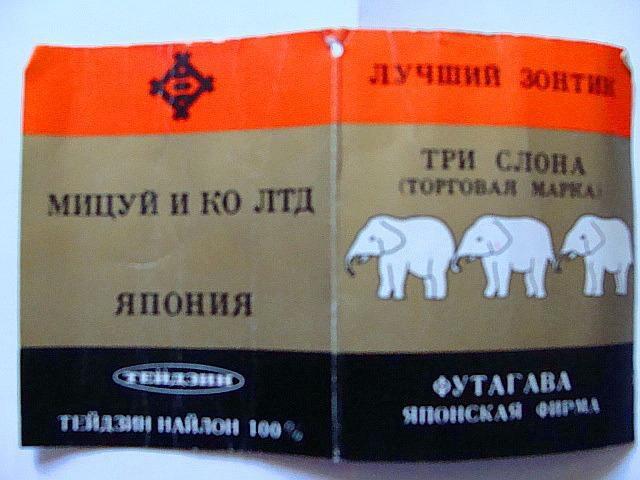 МИЦУЙ И КО ЛТД
ЯПОНИЯ
ТЕЙДЗИН
ТЕЙДЗИН НАЙЛОН 100%
ЛУЧШИЙ ЗОНТИК
ТРИ СЛОНА
(ТОРГОВАЯ МАРКА)
ФУТАГАВА
ЯПОНСКАЯ ФИРМА